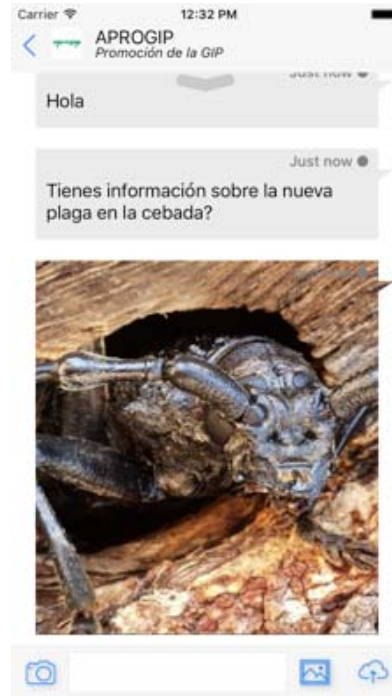 Carrier 12:32 PM
APROGIP
Promoción de la GIP
Just now
Hola
Just now
Tienes información sobre la nueva
plaga en la cebada?